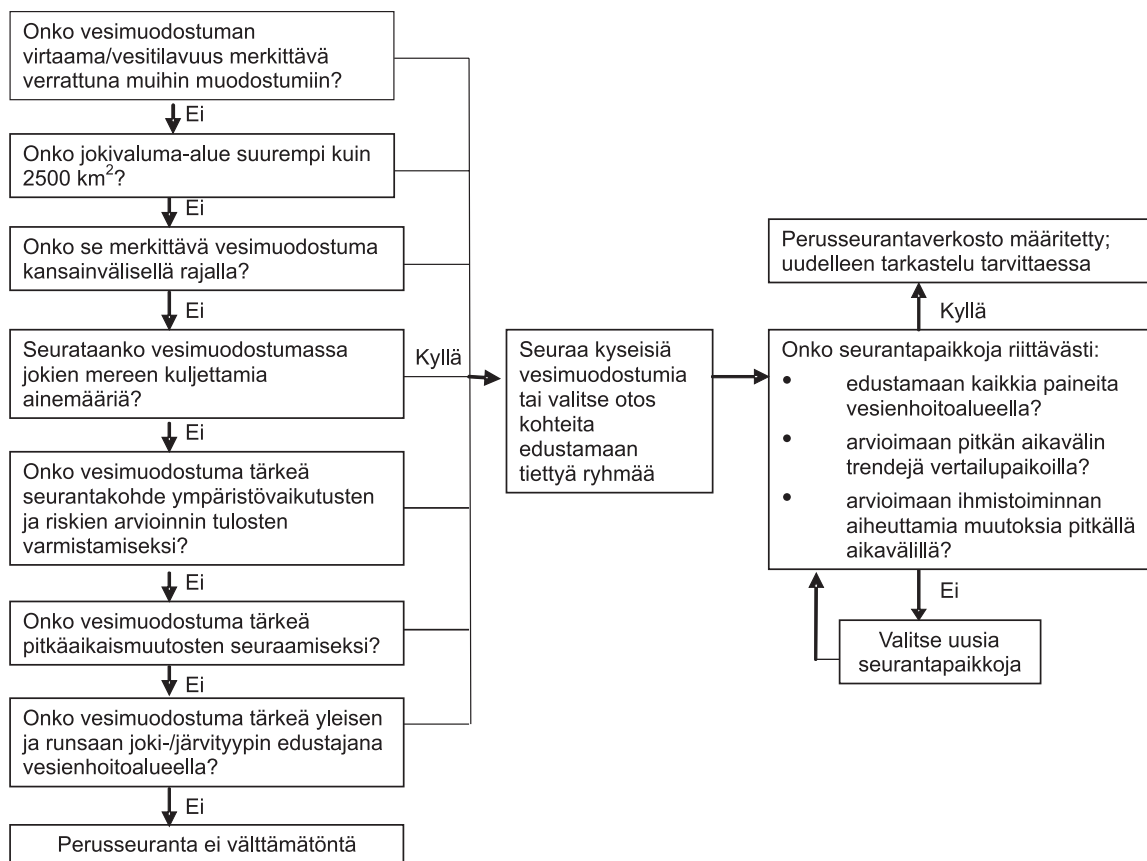 Onko vesimuodostuman
virtaama/vesitilavuus merkittävä
verrattuna muihin muodostumiin?
Ei
Onko jokivaluma-alue suurempi kuin
2500 km²?
Ei
Onko se merkittävä vesimuodostuma
kansainvälisellä rajalla?
Ei
Seurataanko vesimuodostumassa
jokien mereen kuljettamia
ainemääriä?
Ei
Onko vesimuodostuma tärkeä
seurantakohde ympäristövaikutusten
ja riskien arvioinnin tulosten
varmistamiseksi?
Ei
Onko vesimuodostuma tärkeä
pitkäaikaismuutosten seuraamiseksi?
Ei
Onko vesimuodostuma tärkeä yleisen
ja runsaan joki-/järvityypin edustajana
vesienhoitoalueella?
Ei
Perusseuranta ei välttämätöntä
Kyllä
Seuraa kyseisiä
vesimuodostumia
tai valitse otos
kohteita
edustamaan
tiettyä ryhmää
Perusseurantaverkosto määritetty;
uudelleen tarkastelu tarvittaessa
Kyllä
Onko seurantapaikkoja riittävästi:
• edustamaan kaikkia paineita
vesienhoitoalueella?
• arvioimaan pitkän aikavälin
trendejä vertailupaikoilla?
• arvioimaan ihmistoiminnan
aiheuttamia muutoksia pitkällä
aikavälillä?
Ei
Valitse uusia
seurantapaikkoja